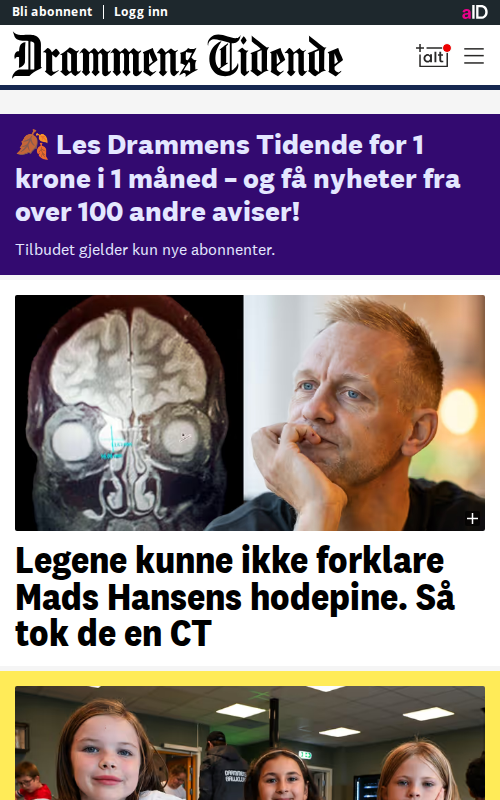 Bli abonnent | Logg inn
aID
Drammens Tidende
+alt
🍂 Les Drammens Tidende for 1
krone i 1 måned – og få nyheter fra
over 100 andre aviser!
Tilbudet gjelder kun nye abonnenter.
Legene kunne ikke forklare
Mads Hansens hodepine. Så
tok de en CT